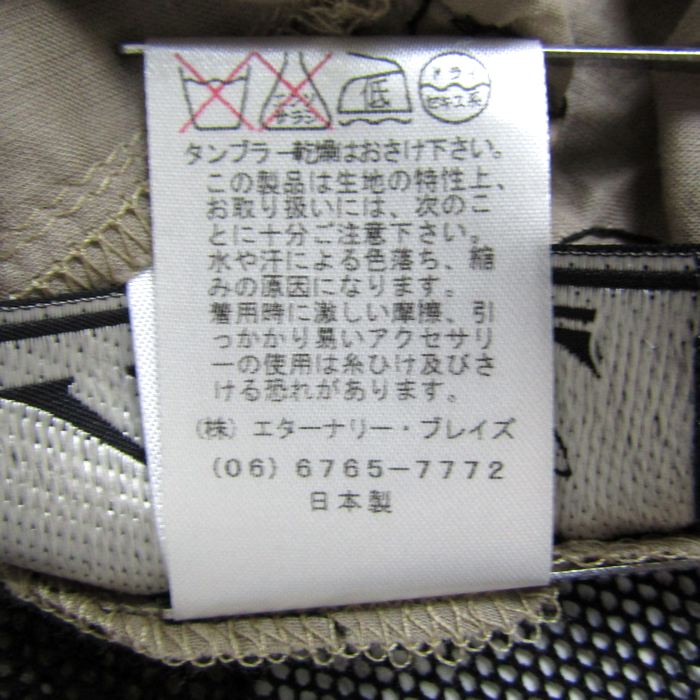 エンソ
サラシ
低
ドライ
セキユ系
タンブラー乾燥はおさけ下さい。
この製品は生地の特性上、
お取り扱いには、次のこ
とに十分ご注意下さい。
水や汗による色落ち、縮
みの原因になります。
着用時に激しい摩擦、引
っかかり易いアクセサリ
ーの使用は糸ひけ及びさ
ける恐れがあります。
(株) エターナリー・ブレイズ
(06) 6765-7772
日本製